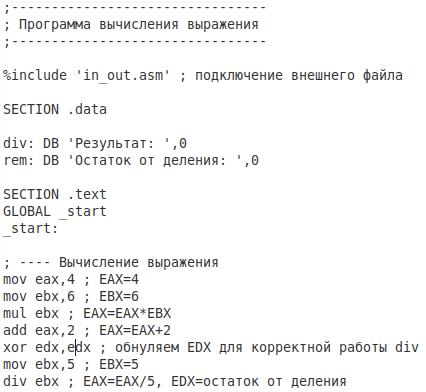 ;-------------------------------
; Программа вычисления выражения
;-------------------------------
%include 'in_out.asm' ; подключение внешнего файла
SECTION .data
div: DB 'Результат: ',0
rem: DB 'Остаток от деления: ',0
SECTION .text
GLOBAL _start
_start:
; ---- Вычисление выражения
mov eax,4 ; EAX=4
mov ebx,6 ; EBX=6
mul ebx ; EAX=EAX*EBX
add eax,2 ; EAX=EAX+2
xor edx,edx ; обнуляем EDX для корректной работы div
mov ebx,5 ; EBX=5
div ebx ; EAX=EAX/5, EDX=остаток от деления